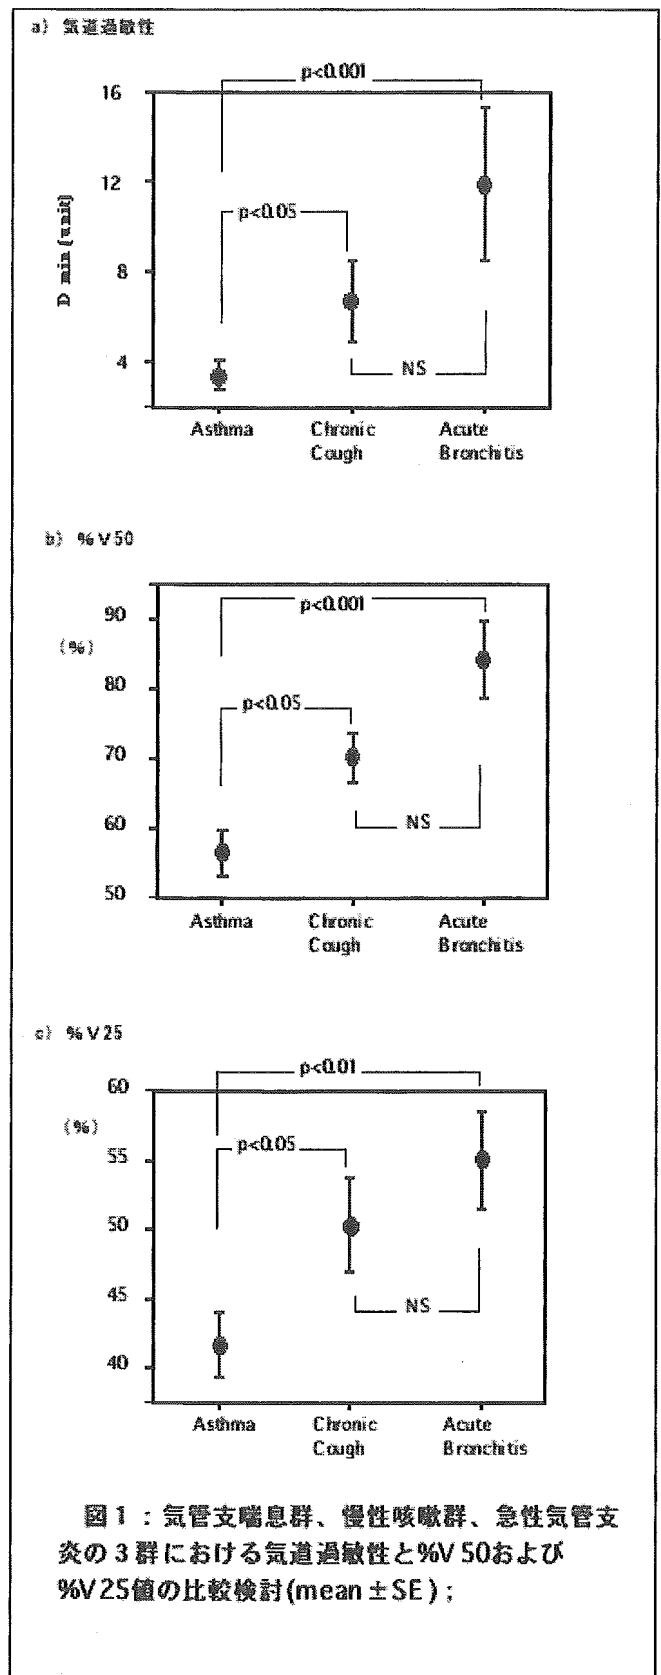 a) 気道過敏性
p<0.001
16
12
D min (unit)
p<0.05
8
4
NS
Asthma
Chronic Cough
Acute Bronchitis
b) %V50
90
p<0.001
(%)
80
p<0.05
70
60
NS
50
Asthma
Chronic Cough
Acute Bronchitis
c) %V25
p<0.01
60
(%)
55
p<0.05
50
45
NS
40
Asthma
Chronic Cough
Acute Bronchitis
図1：気管支喘息群、慢性咳嗽群、急性気管支
炎の3群における気道過敏性と%V50および
%V25値の比較検討(mean±SE)；